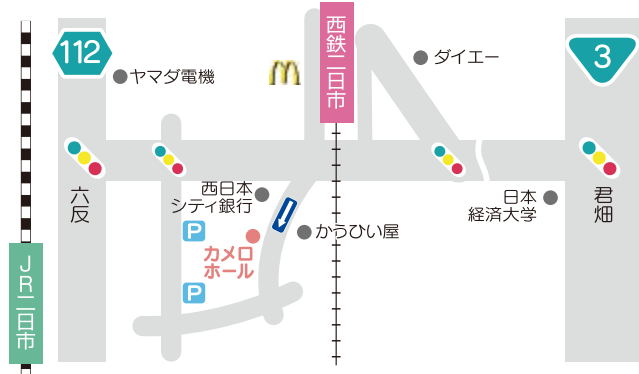 112
ヤマダ電機
西鉄二日市
ダイエー
3
六反
西日本
シティ銀行
P
カメロ
ホール
P
かうひい屋
日本
経済大学
君畑
JR二日市